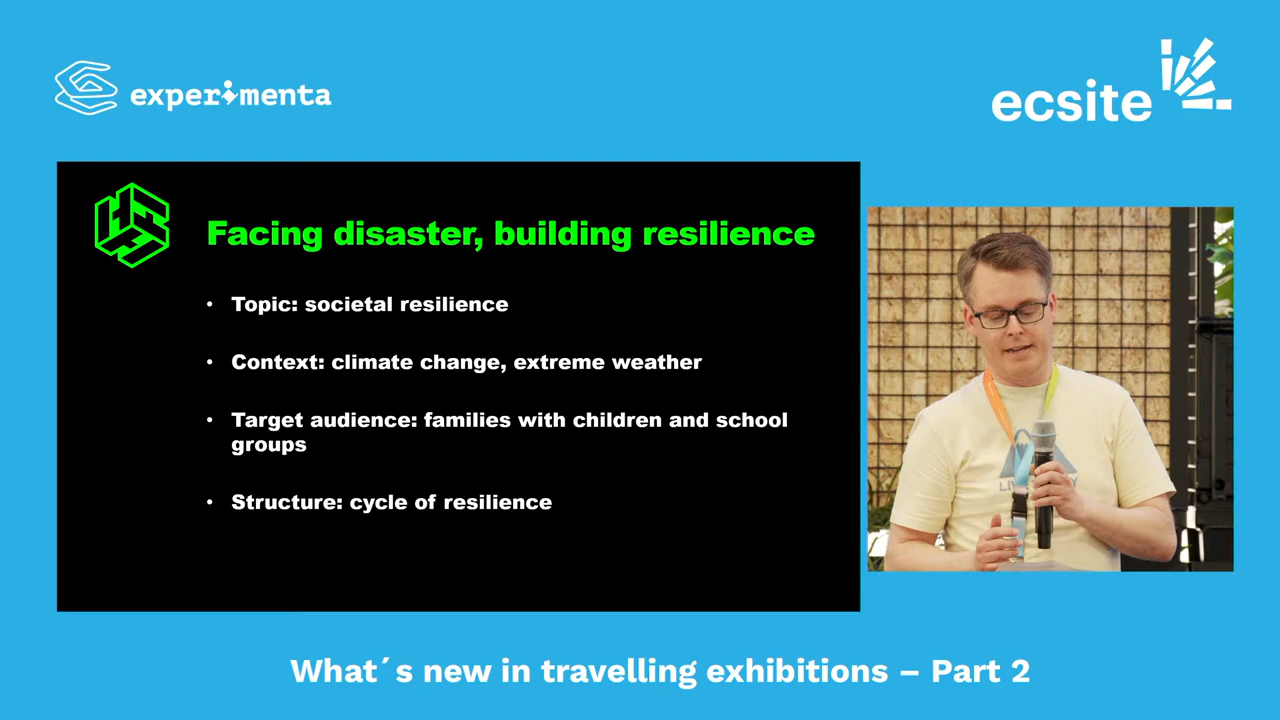 experimenta
ecsite
Facing disaster, building resilience
• Topic: societal resilience
• Context: climate change, extreme weather
• Target audience: families with children and school
groups
• Structure: cycle of resilience
What´s new in travelling exhibitions – Part 2